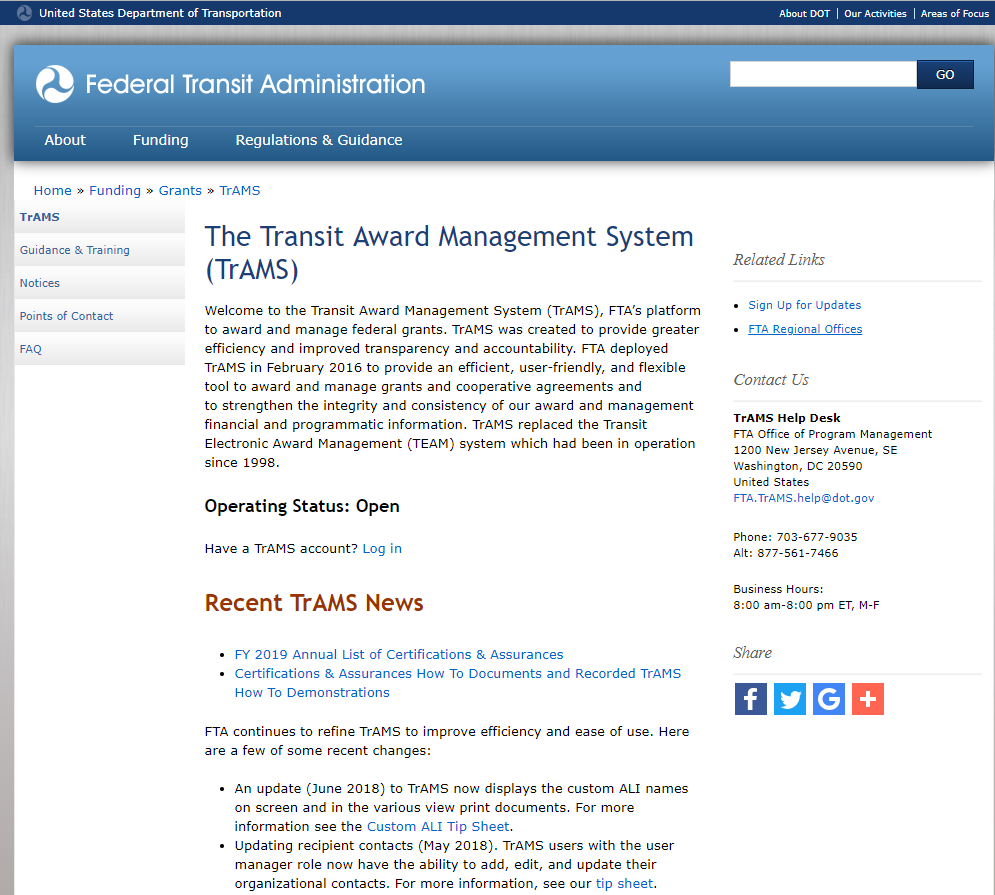 United States Department of Transportation
About DOT | Our Activities | Areas of Focus
Federal Transit Administration
GO
About Funding Regulations & Guidance
Home » Funding » Grants » TrAMS
TrAMS
Guidance & Training
Notices
Points of Contact
FAQ
The Transit Award Management System
(TrAMS)
Welcome to the Transit Award Management System (TrAMS), FTA’s platform
to award and manage federal grants. TrAMS was created to provide greater
efficiency and improved transparency and accountability. FTA deployed
TrAMS in February 2016 to provide an efficient, user-friendly, and flexible
tool to award and manage grants and cooperative agreements and
to strengthen the integrity and consistency of our award and management
financial and programmatic information. TrAMS replaced the Transit
Electronic Award Management (TEAM) system which had been in operation
since 1998.
Operating Status: Open
Have a TrAMS account? Log in
Recent TrAMS News
• FY 2019 Annual List of Certifications & Assurances
• Certifications & Assurances How To Documents and Recorded TrAMS
How To Demonstrations
FTA continues to refine TrAMS to improve efficiency and ease of use. Here
are a few of some recent changes:
• An update (June 2018) to TrAMS now displays the custom ALI names
on screen and in the various view print documents. For more
information see the Custom ALI Tip Sheet.
• Updating recipient contacts (May 2018). TrAMS users with the user
manager role now have the ability to add, edit, and update their
organizational contacts. For more information, see our tip sheet.
Related Links
• Sign Up for Updates
• FTA Regional Offices
Contact Us
TrAMS Help Desk
FTA Office of Program Management
1200 New Jersey Avenue, SE
Washington, DC 20590
United States
FTA.TrAMS.help@dot.gov
Phone: 703-677-9035
Alt: 877-561-7466
Business Hours:
8:00 am-8:00 pm ET, M-F
Share